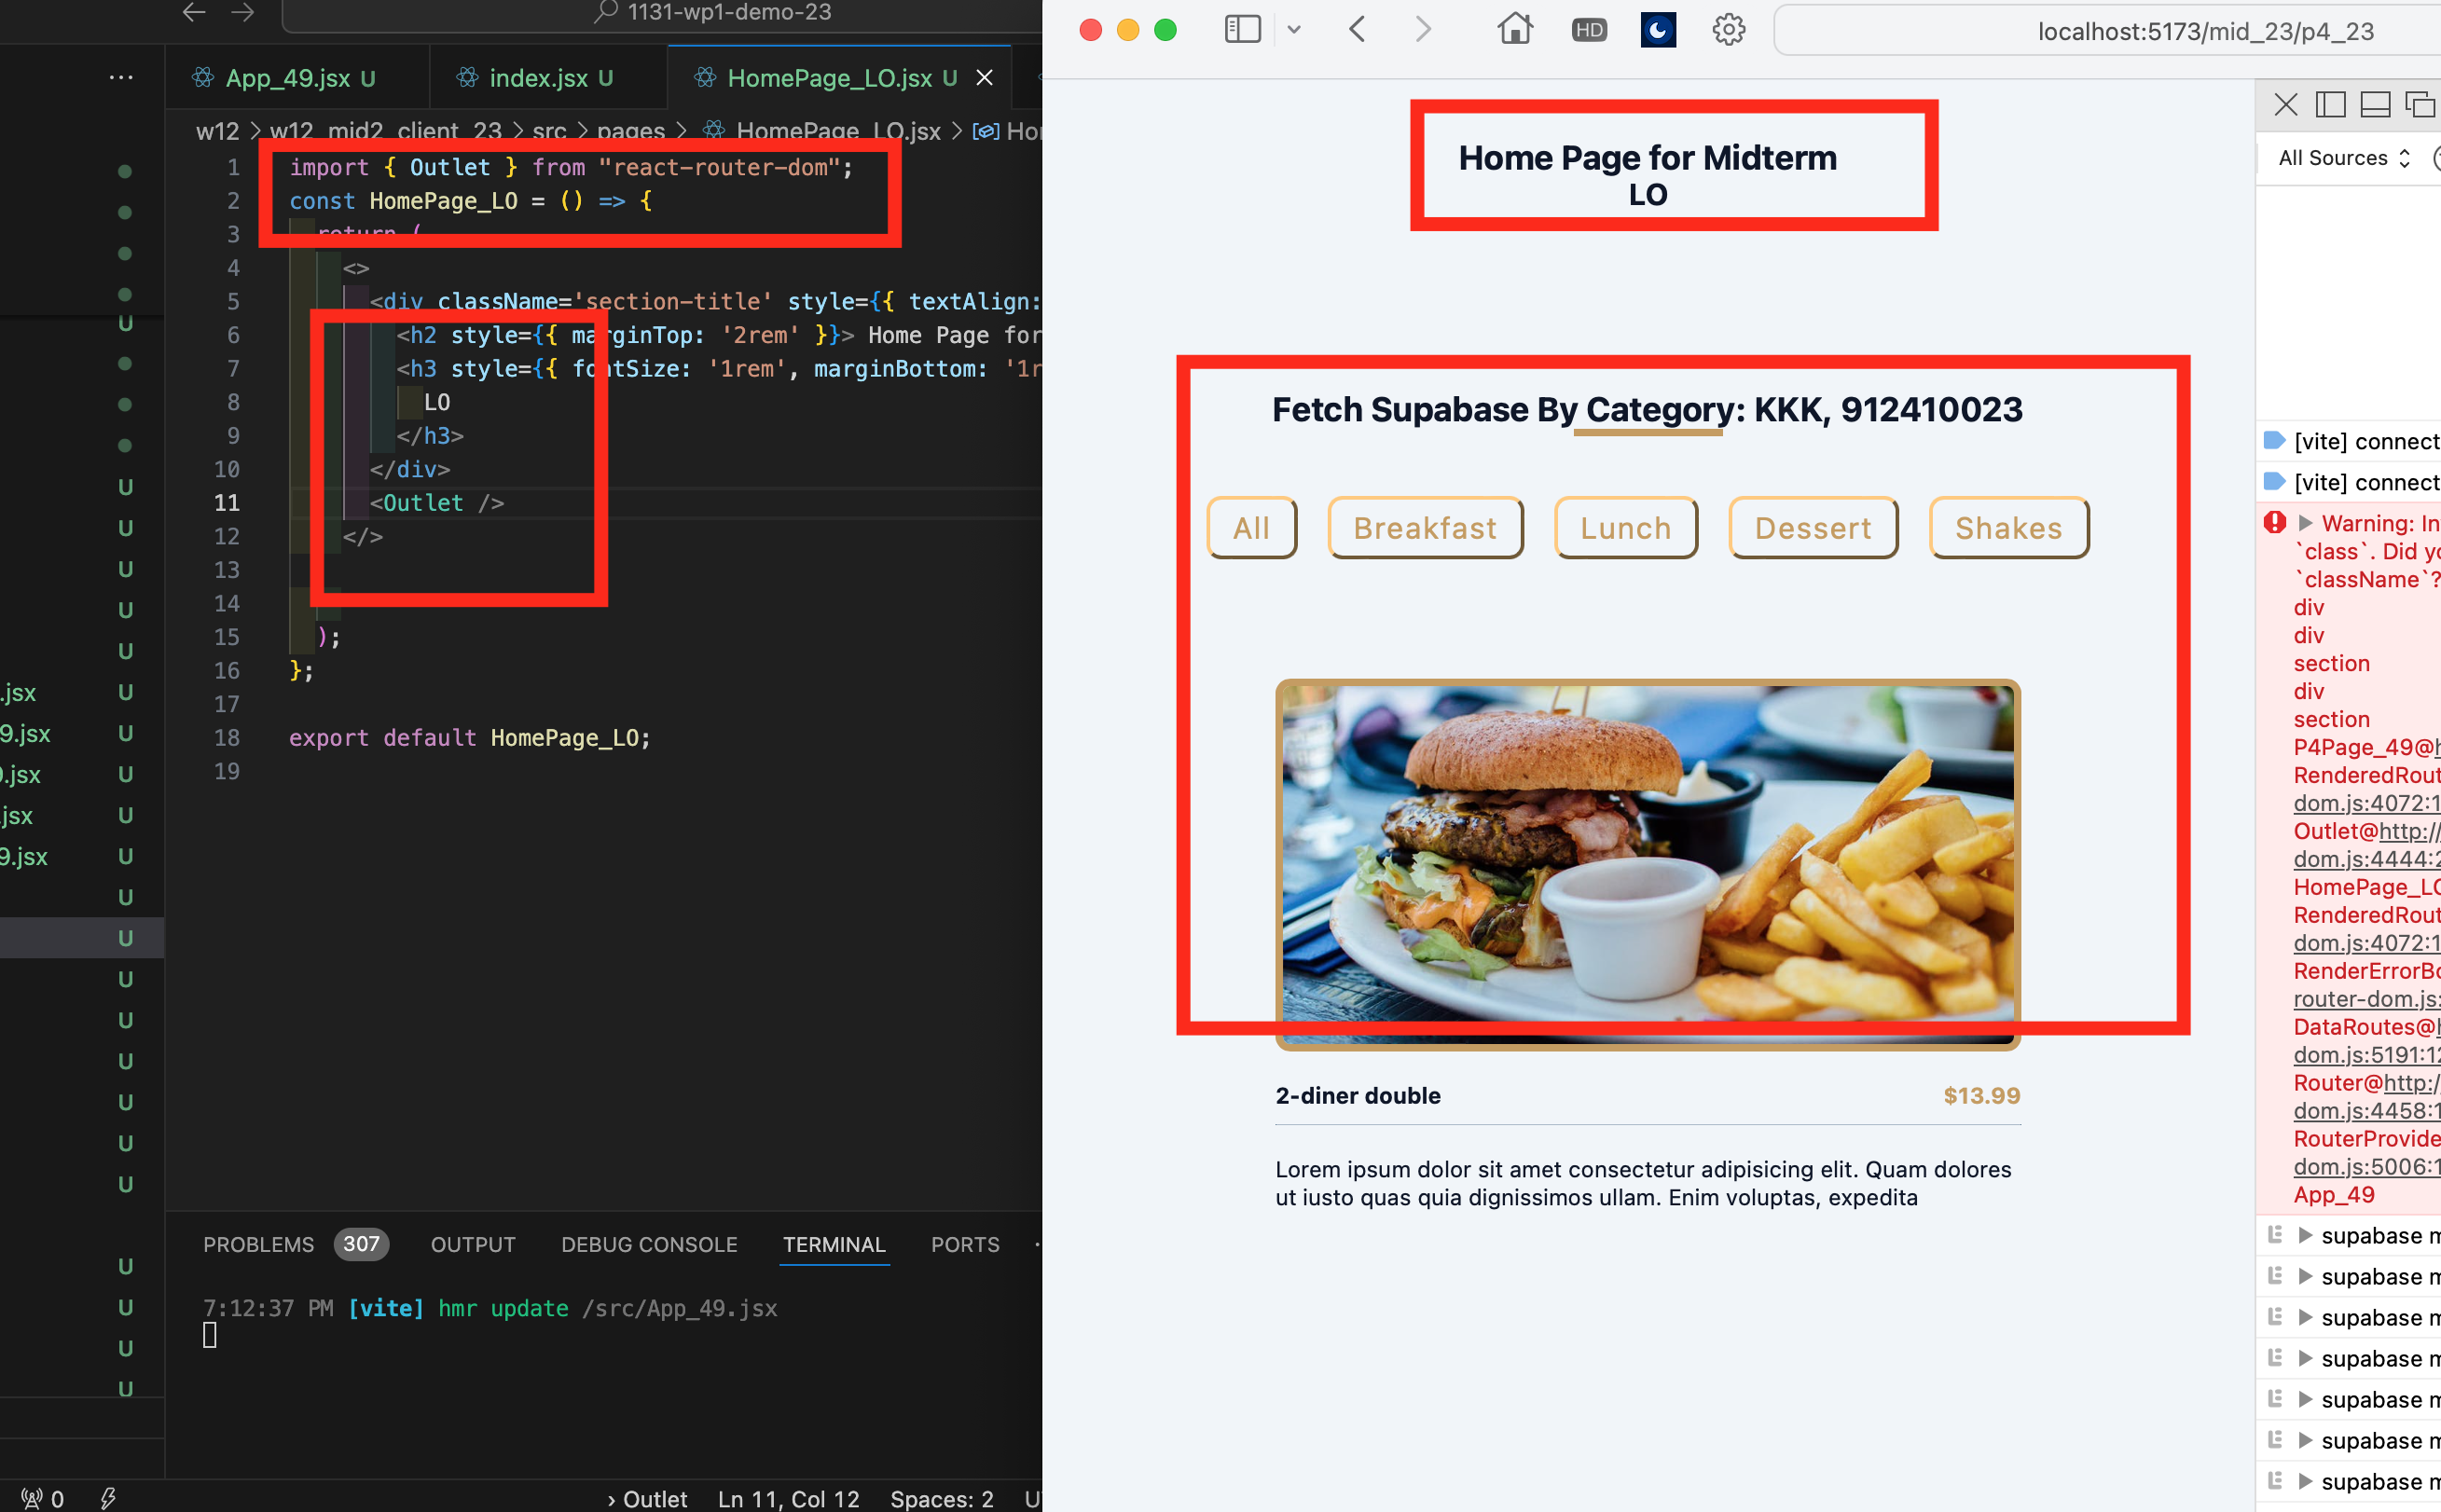 1131-wp1-demo-23
App_49.jsx U
index.jsx U
HomePage_LO.jsx U
w12 > w12_mid2_client_23 > src > pages > HomePage_LO.jsx >
1 import { Outlet } from "react-router-dom";
2 const HomePage_LO = () => {
3 return (
4 <>
5 <div className='section-title' style={{ textAlign:
6 <h2 style={{ marginTop: '2rem' }}> Home Page for
7 <h3 style={{ fontSize: '1rem', marginBottom: '1r
8 LO
9 </h3>
10 </div>
11 <Outlet />
12 </>
13
14
15 );
16 };
17
18 export default HomePage_LO;
19
U
U
U
U
U
U
.jsx U
9.jsx U
.jsx U
.jsx U
9.jsx U
U
U
U
U
U
U
U
U
U
U
U
U
PROBLEMS 307 OUTPUT DEBUG CONSOLE TERMINAL PORTS
7:12:37 PM [vite] hmr update /src/App_49.jsx
0
› Outlet Ln 11, Col 12 Spaces: 2
HD
localhost:5173/mid_23/p4_23
Home Page for Midterm
LO
Fetch Supabase By Category: KKK, 912410023
All Breakfast Lunch Dessert Shakes
2-diner double $13.99
Lorem ipsum dolor sit amet consectetur adipisicing elit. Quam dolores
ut iusto quas quia dignissimos ullam. Enim voluptas, expedita
All Sources
[vite] connect
[vite] connect
Warning: In
`class`. Did yo
`className`?
div
div
section
div
section
P4Page_49@h
RenderedRout
dom.js:4072:1
Outlet@http://
dom.js:4444:2
HomePage_LO
RenderedRout
dom.js:4072:1
RenderErrorBo
router-dom.js:
DataRoutes@h
dom.js:5191:12
Router@http:/
dom.js:4458:1
RouterProvide
dom.js:5006:1
App_49
supabase m
supabase m
supabase m
supabase m
supabase m
supabase m
supabase m